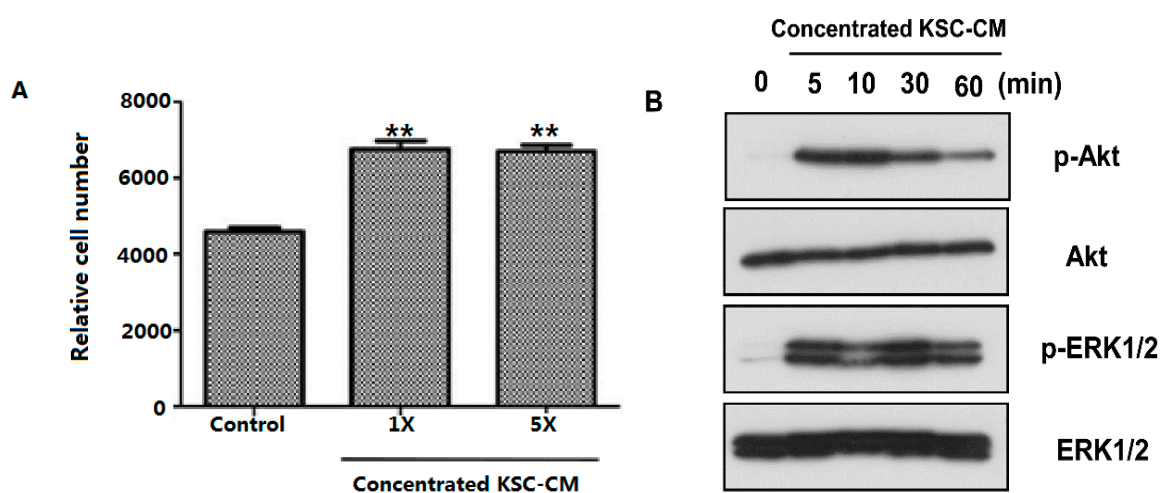 A
Relative cell number
8000
6000
4000
2000
0
Control
1X
5X
**
**
Concentrated KSC-CM
B
Concentrated KSC-CM
0 5 10 30 60 (min)
p-Akt
Akt
p-ERK1/2
ERK1/2